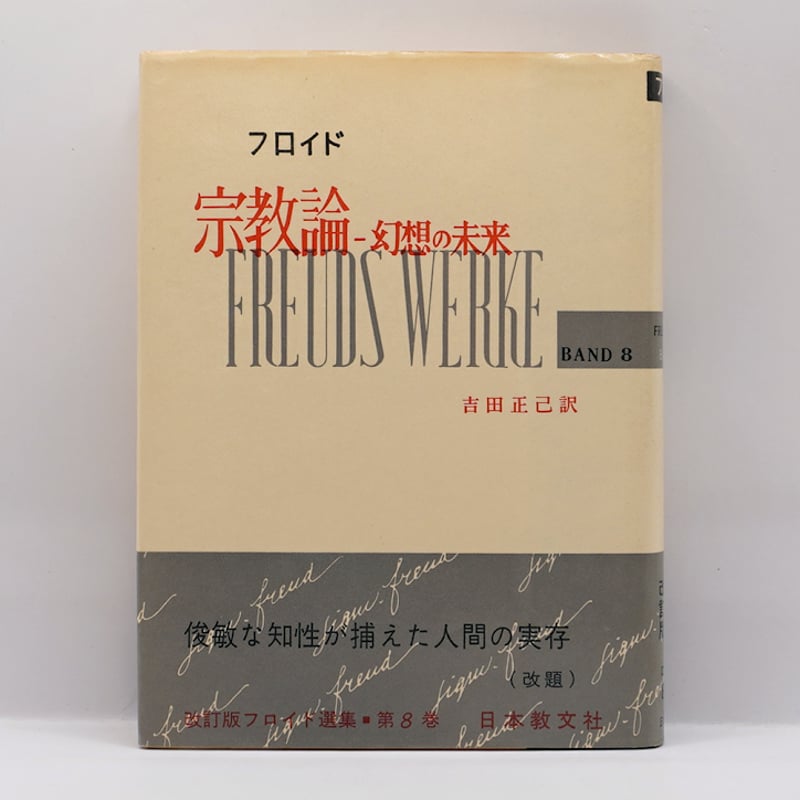 フロイド
宗教論-幻想の未来
FREUDS WERKE
BAND 8
吉田正己訳
sigm. freud
俊敏な知性が捕えた人間の実存
(改題)
改訂版フロイド選集■第8巻 日本教文社